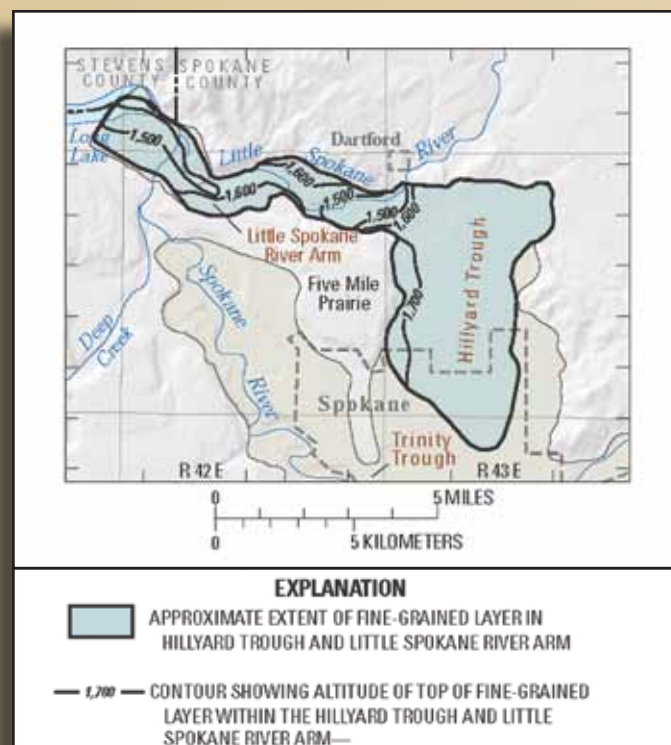 STEVENS SPOKANE
COUNTY COUNTY
Long
Lake
1,500
Little
Spokane
River
Dartford
1,600
1,600
1,500
1,500
1,600
Little Spokane
River Arm
Five Mile
Prairie
Hillyard Trough
1,700
Spokane
River
Deep
Creek
Spokane
Trinity
Trough
R 42 E
R 43 E
0 5 MILES
0 5 KILOMETERS
EXPLANATION
APPROXIMATE EXTENT OF FINE-GRAINED LAYER IN
HILLYARD TROUGH AND LITTLE SPOKANE RIVER ARM
1,700 CONTOUR SHOWING ALTITUDE OF TOP OF FINE-GRAINED
LAYER WITHIN THE HILLYARD TROUGH AND LITTLE
SPOKANE RIVER ARM—